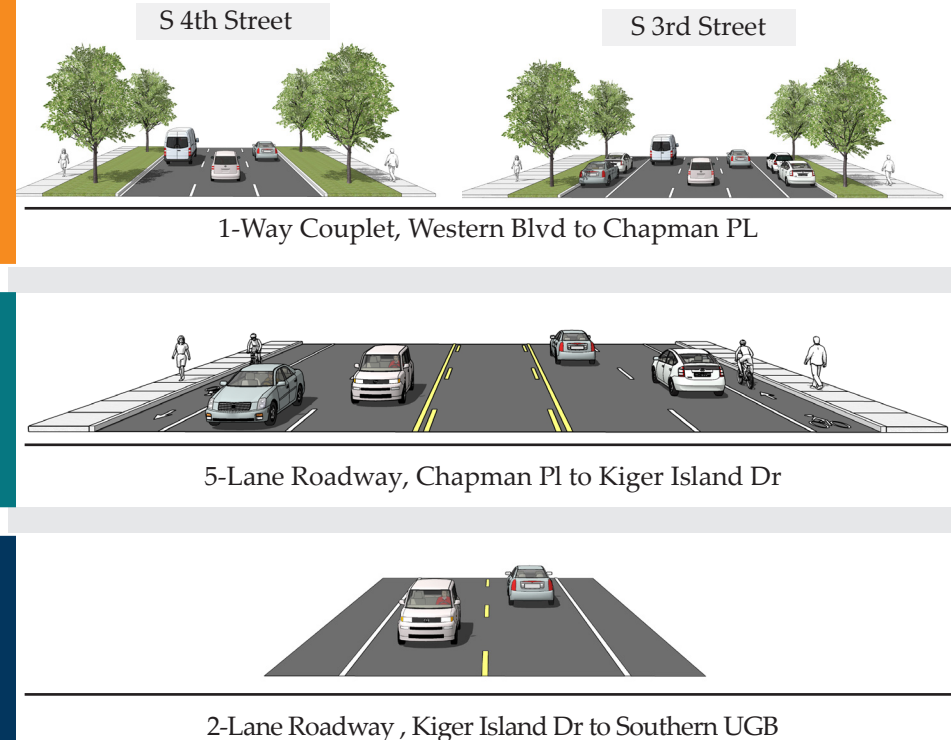 S 4th Street
S 3rd Street
1-Way Couplet, Western Blvd to Chapman PL
5-Lane Roadway, Chapman Pl to Kiger Island Dr
2-Lane Roadway , Kiger Island Dr to Southern UGB